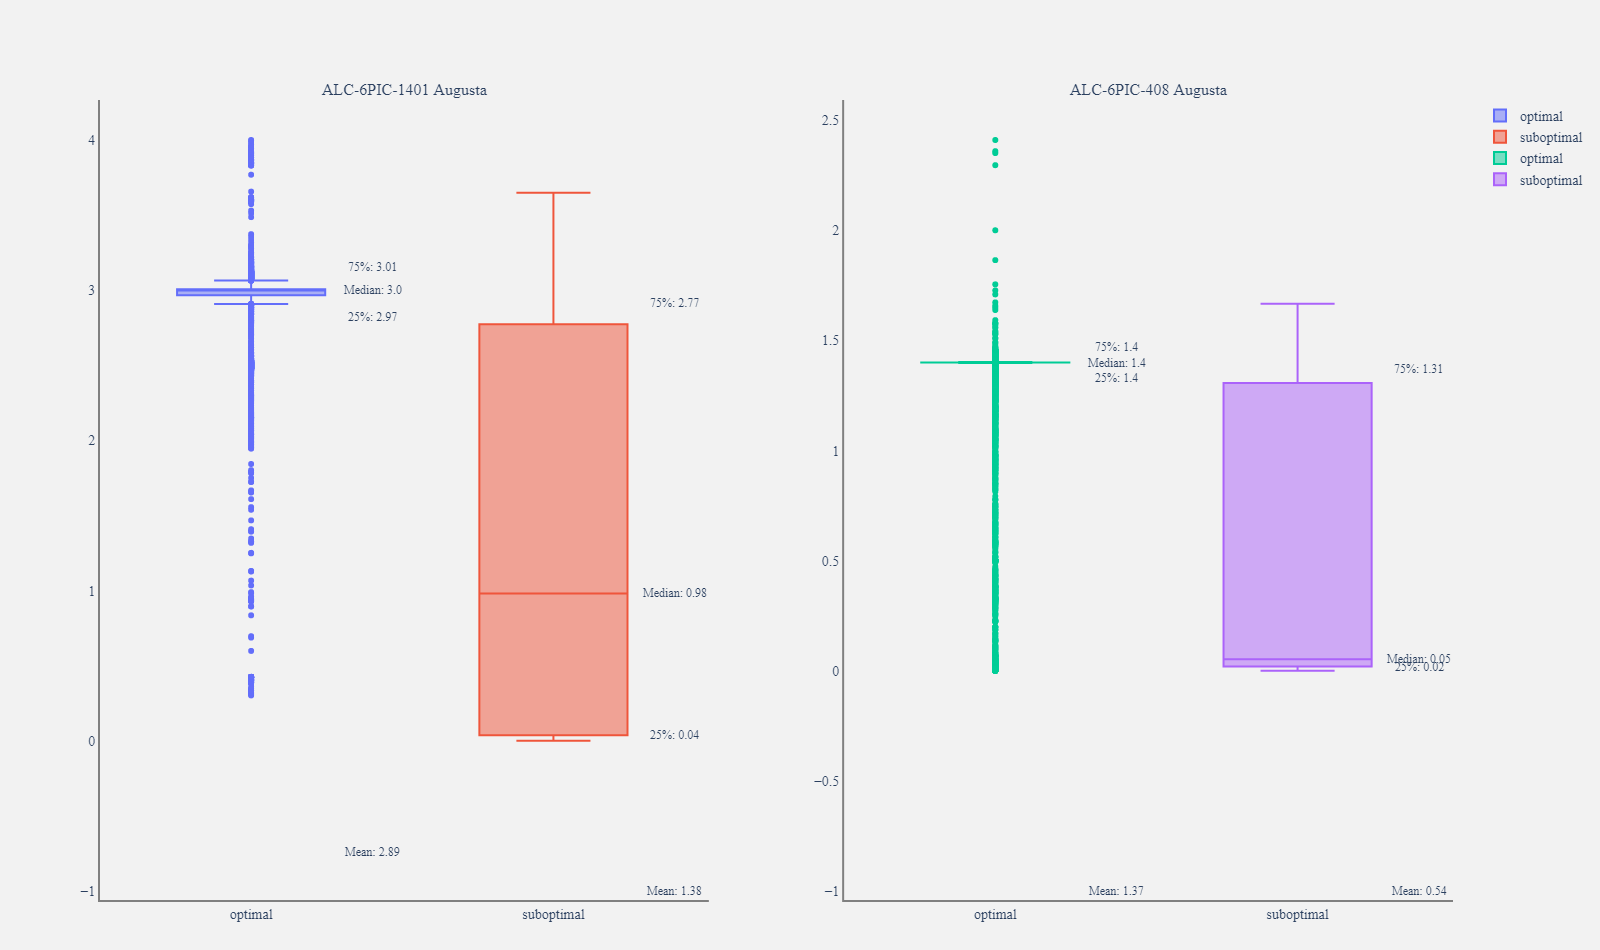 ALC-6PIC-1401 Augusta
4
3
2
1
0
−1
75%: 3.01
Median: 3.0
25%: 2.97
75%: 2.77
Median: 0.98
25%: 0.04
Mean: 2.89
Mean: 1.38
optimal
suboptimal
ALC-6PIC-408 Augusta
2.5
2
1.5
1
0.5
0
−0.5
−1
75%: 1.4
Median: 1.4
25%: 1.4
75%: 1.31
Median: 0.05
25%: 0.02
Mean: 1.37
Mean: 0.54
optimal
suboptimal
optimal
suboptimal
optimal
suboptimal